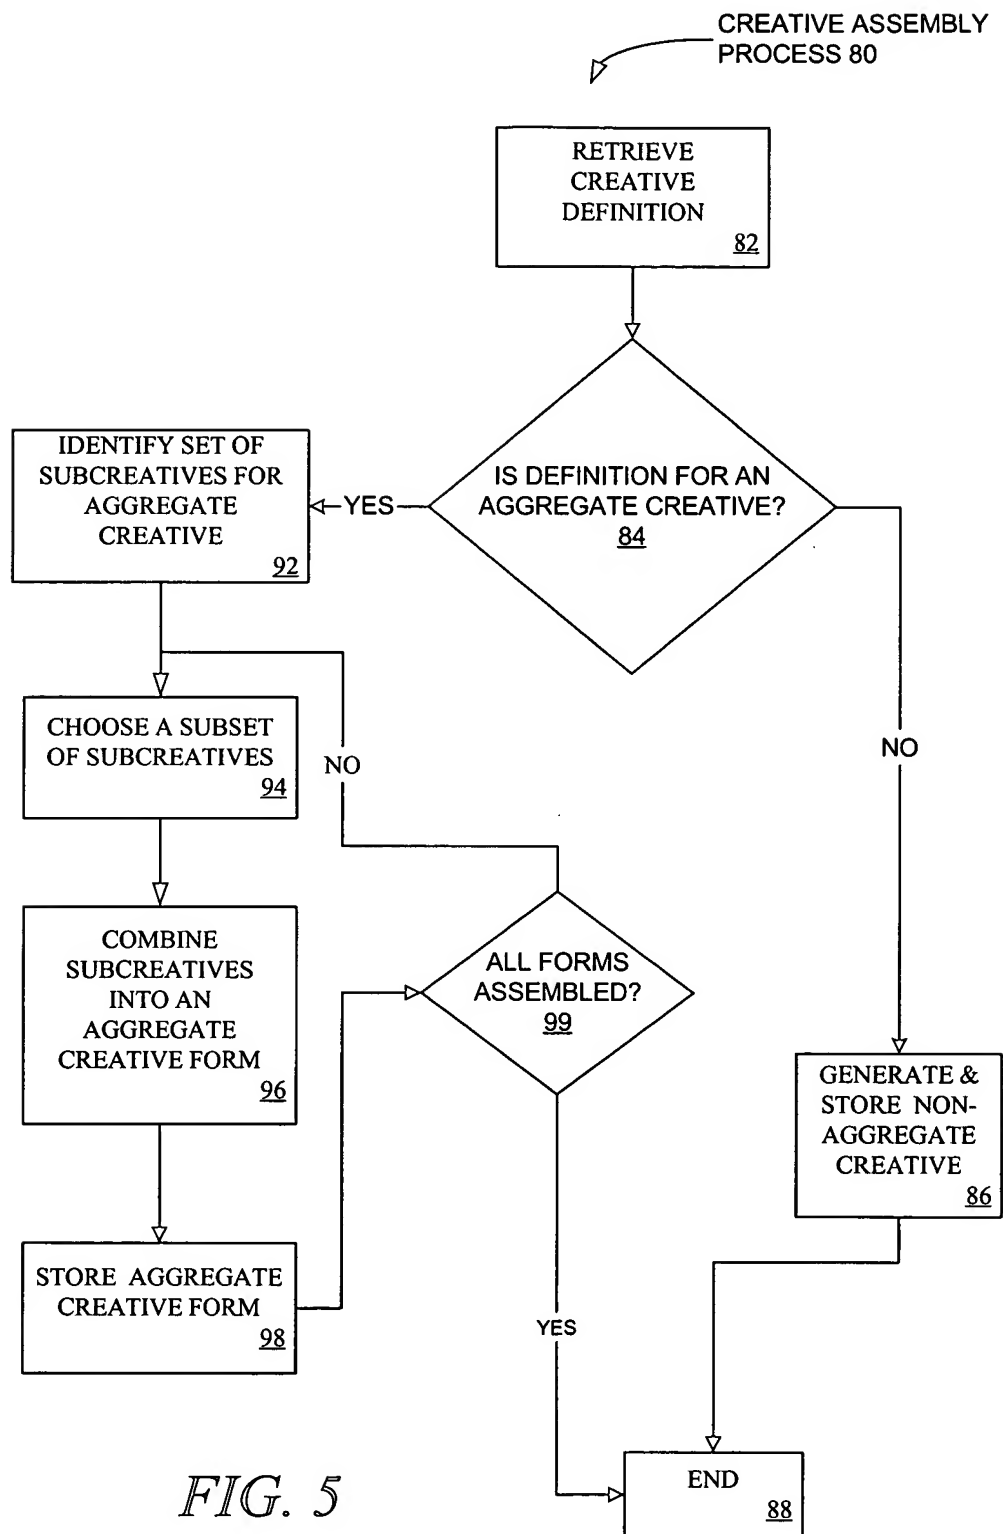 CREATIVE ASSEMBLY
PROCESS 80
RETRIEVE
CREATIVE
DEFINITION
82
IS DEFINITION FOR AN
AGGREGATE CREATIVE?
84
YES
IDENTIFY SET OF
SUBCREATIVES FOR
AGGREGATE
CREATIVE
92
CHOOSE A SUBSET
OF SUBCREATIVES
94
NO
NO
COMBINE
SUBCREATIVES
INTO AN
AGGREGATE
CREATIVE FORM
96
ALL FORMS
ASSEMBLED?
99
GENERATE &
STORE NON-
AGGREGATE
CREATIVE
86
STORE AGGREGATE
CREATIVE FORM
98
YES
END
88
FIG. 5